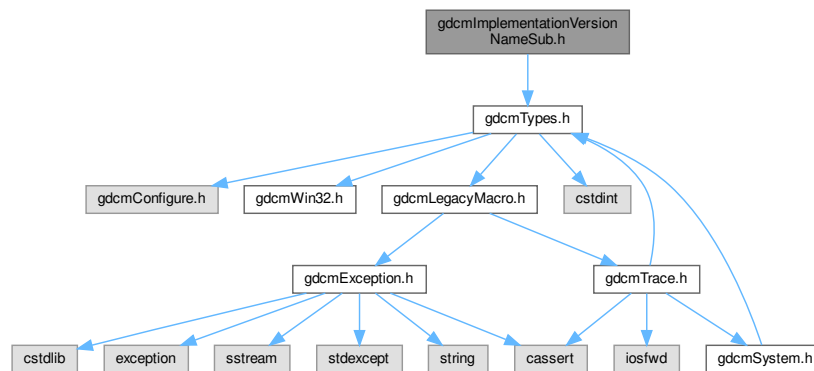 gdcmImplementationVersion
NameSub.h
gdcmTypes.h
gdcmConfigure.h
gdcmWin32.h
gdcmLegacyMacro.h
cstdint
gdcmException.h
gdcmTrace.h
cstdlib
exception
sstream
stdexcept
string
cassert
iosfwd
gdcmSystem.h